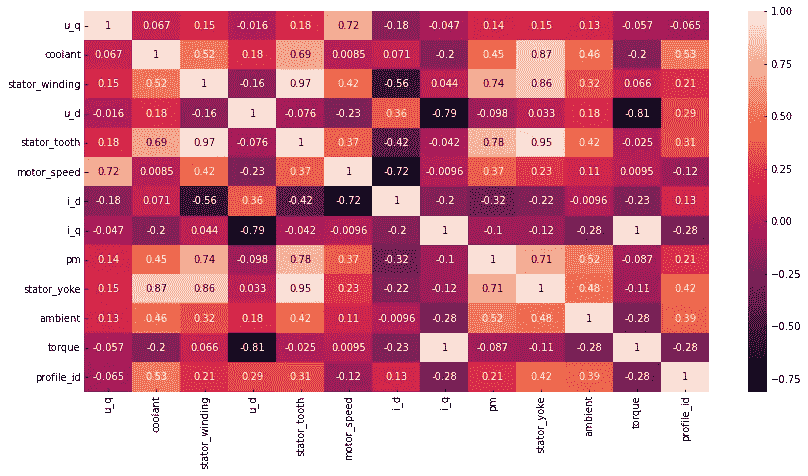 u_q 1 0.067 0.15 -0.016 0.18 0.72 -0.18 -0.047 0.14 0.15 0.13 -0.057 -0.065
coolant 0.067 1 0.52 0.18 0.69 0.0085 0.071 -0.2 0.45 0.87 0.46 -0.2 0.53
stator_winding 0.15 0.52 1 -0.16 0.97 0.42 -0.56 0.044 0.74 0.86 0.32 0.066 0.21
u_d -0.016 0.18 -0.16 1 -0.076 -0.23 0.36 -0.79 -0.098 0.033 0.18 -0.81 0.29
stator_tooth 0.18 0.69 0.97 -0.076 1 0.37 -0.42 -0.042 0.78 0.95 0.42 -0.025 0.31
motor_speed 0.72 0.0085 0.42 -0.23 0.37 1 -0.72 -0.0096 0.37 0.23 0.11 0.0095 -0.12
i_d -0.18 0.071 -0.56 0.36 -0.42 -0.72 1 -0.2 -0.32 -0.22 -0.0096 -0.23 0.13
i_q -0.047 -0.2 0.044 -0.79 -0.042 -0.0096 -0.2 1 -0.1 -0.12 -0.28 1 -0.28
pm 0.14 0.45 0.74 -0.098 0.78 0.37 -0.32 -0.1 1 0.71 0.52 -0.087 0.21
stator_yoke 0.15 0.87 0.86 0.033 0.95 0.23 -0.22 -0.12 0.71 1 0.48 -0.11 0.42
ambient 0.13 0.46 0.32 0.18 0.42 0.11 -0.0096 -0.28 0.52 0.48 1 -0.28 0.39
torque -0.057 -0.2 0.066 -0.81 -0.025 0.0095 -0.23 1 -0.087 -0.11 -0.28 1 -0.28
profile_id -0.065 0.53 0.21 0.29 0.31 -0.12 0.13 -0.28 0.21 0.42 0.39 -0.28 1
u_q coolant stator_winding u_d stator_tooth motor_speed i_d i_q pm stator_yoke ambient torque profile_id
1.00
0.75
0.50
0.25
0.00
-0.25
-0.50
-0.75